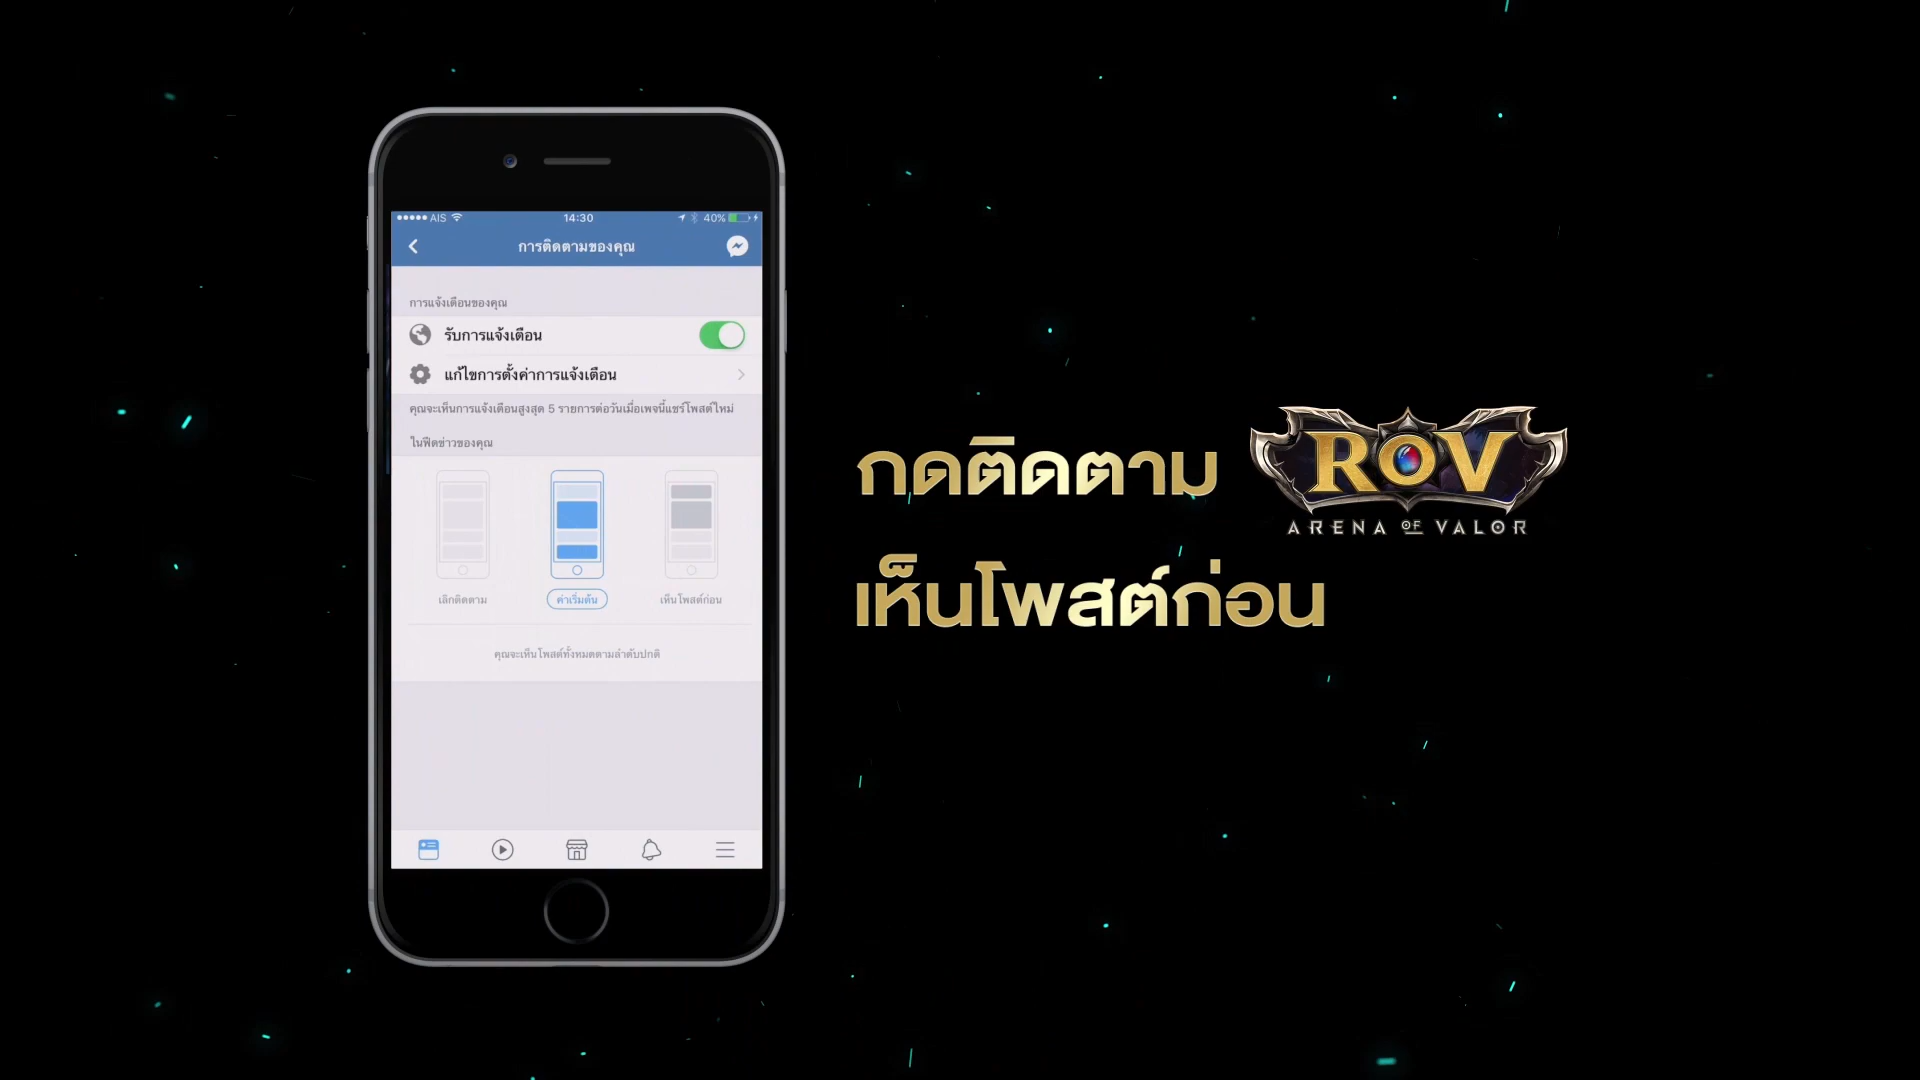 AIS 14:30 40%
การติดตามของคุณ
การแจ้งเตือนของคุณ
รับการแจ้งเตือน
แก้ไขการตั้งค่าการแจ้งเตือน
คุณจะเห็นการแจ้งเตือนสูงสุด 5 รายการต่อวันเมื่อเพจนี้แชร์โพสต์ใหม่
ในฟีดข่าวของคุณ
เลิกติดตาม ค่าเริ่มต้น เห็นโพสต์ก่อน
คุณจะเห็นโพสต์ทั้งหมดตามลำดับปกติ
กดติดตาม ROV
ARENA OF VALOR
เห็นโพสต์ก่อน